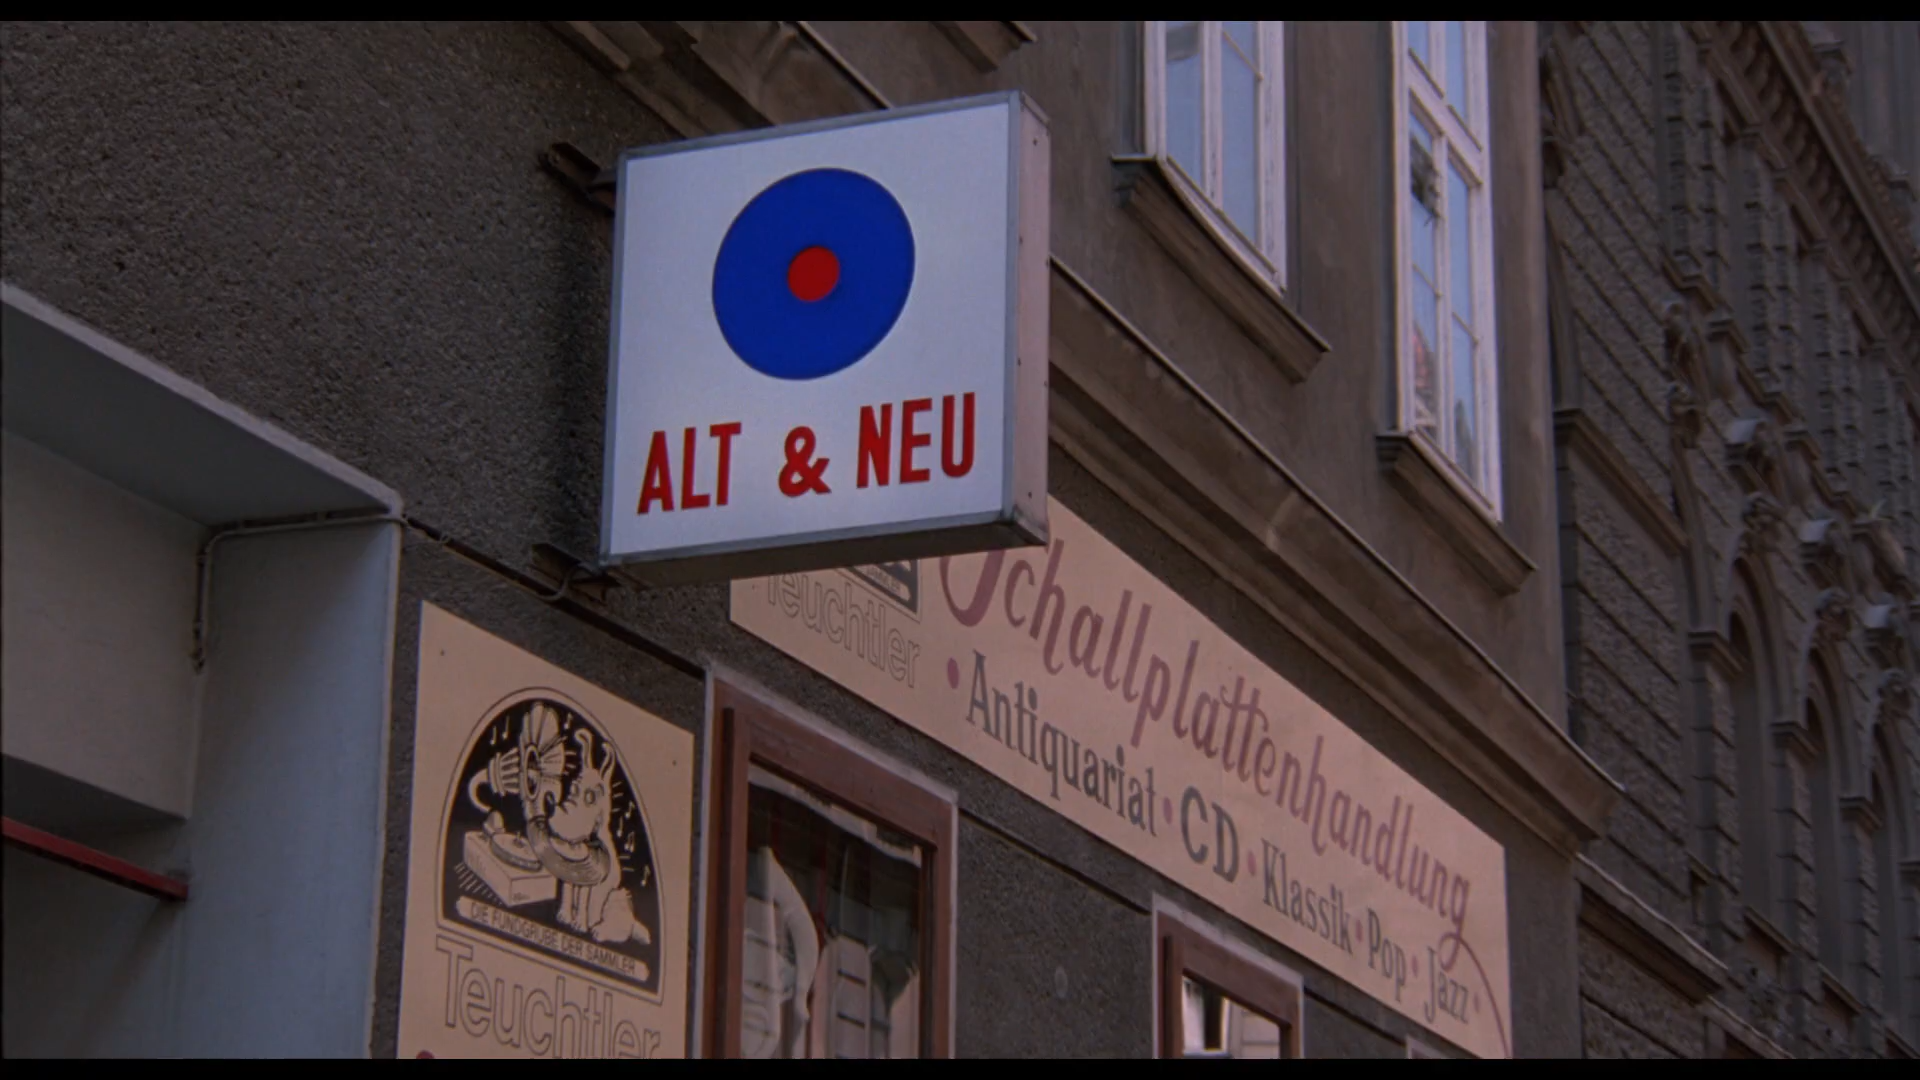 ALT & NEU
Teuchtler
Schallplattenhandlung
• Antiquariat • CD • Klassik • Pop • Jazz •
DIE FUNDGRUBE DER SAMMLER
Teuchtler